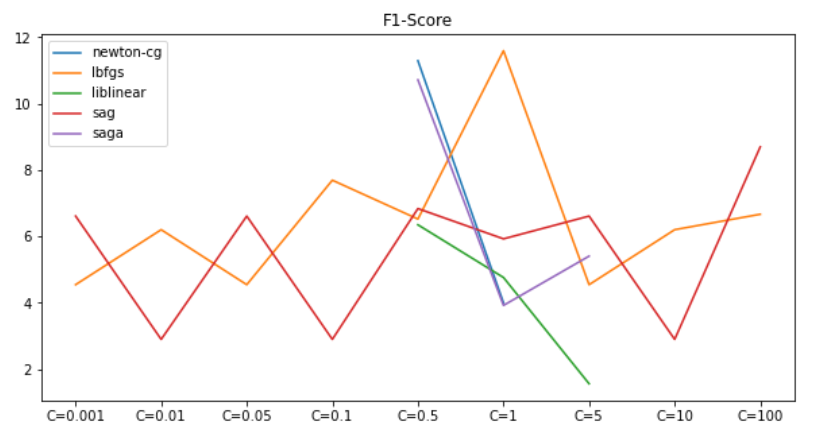 F1-Score
12
10
8
6
4
2
newton-cg
lbfgs
liblinear
sag
saga
C=0.001 C=0.01 C=0.05 C=0.1 C=0.5 C=1 C=5 C=10 C=100